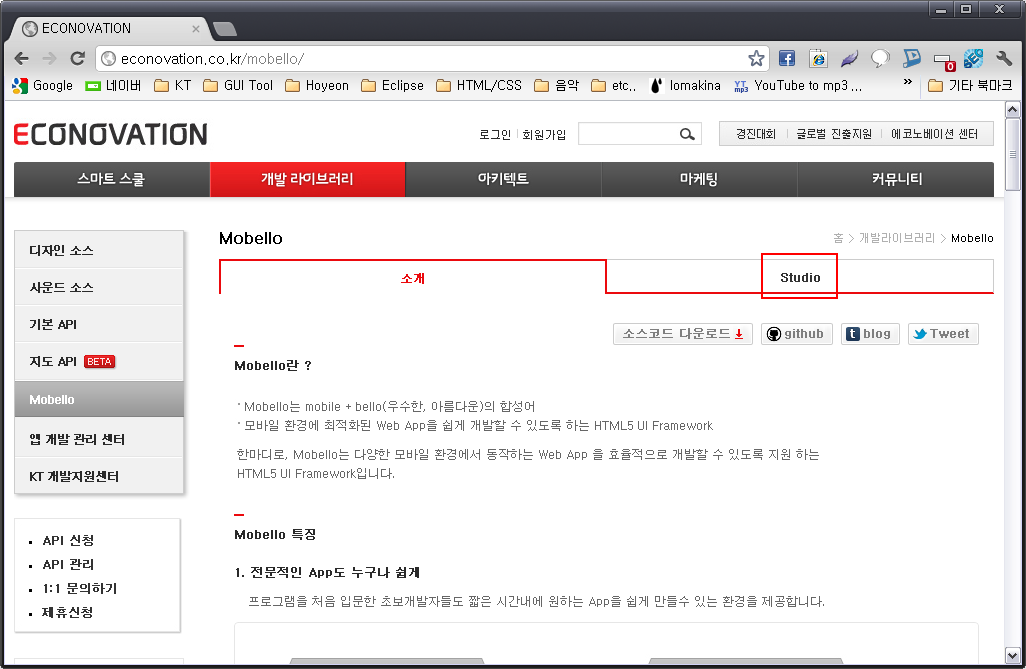 ECONOVATION
econovation.co.kr/mobello/
0
Google 네이버 KT GUI Tool Hoyeon Eclipse HTML/CSS 음악 etc.. lomakina YouTube to mp3 ... » 기타 북마크
ECONOVATION
로그인 회원가입 경진대회 글로벌 진출지원 에코노베이션 센터
스마트 스쿨 개발 라이브러리 아키텍트 마케팅 커뮤니티
디자인 소스
사운드 소스
기본 API
지도 API BETA
Mobello
앱 개발 관리 센터
KT 개발지원센터
API 신청
API 관리
1:1 문의하기
제휴신청
Mobello
홈 > 개발라이브러리 > Mobello
소개 Studio
소스코드 다운로드 github blog Tweet
Mobello란 ?
· Mobello는 mobile + bello(우수한, 아름다운)의 합성어
· 모바일 환경에 최적화된 Web App을 쉽게 개발할 수 있도록 하는 HTML5 UI Framework
한마디로, Mobello는 다양한 모바일 환경에서 동작하는 Web App 을 효율적으로 개발할 수 있도록 지원 하는
HTML5 UI Framework입니다.
Mobello 특징
1. 전문적인 App도 누구나 쉽게
프로그램을 처음 입문한 초보개발자들도 짧은 시간내에 원하는 App을 쉽게 만들수 있는 환경을 제공합니다.